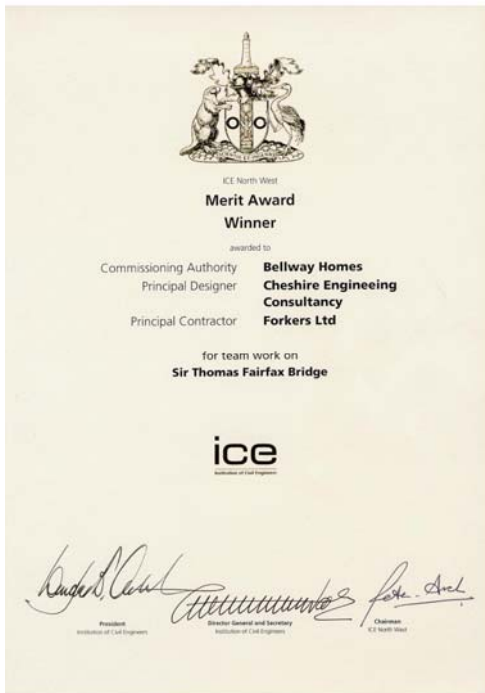 ICE North West
Merit Award
Winner
awarded to
Commissioning Authority Bellway Homes
Principal Designer Cheshire Engineeing
Consultancy
Principal Contractor Forkers Ltd
for team work on
Sir Thomas Fairfax Bridge
ice
Institution of Civil Engineers
President
Institution of Civil Engineers
Director General and Secretary
Institution of Civil Engineers
Chairman
ICE North West